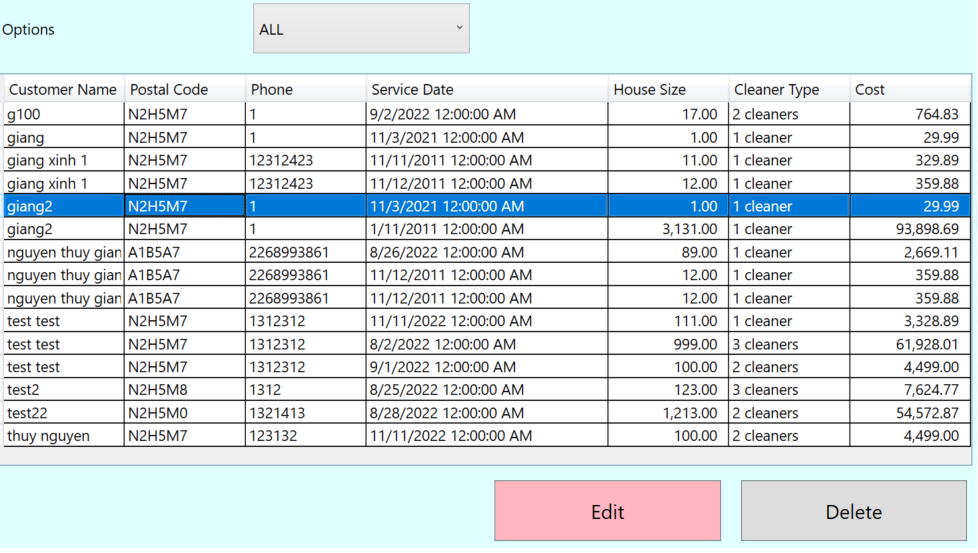 Options
ALL
Customer Name Postal Code Phone Service Date House Size Cleaner Type Cost
g100 N2H5M7 1 9/2/2022 12:00:00 AM 17.00 2 cleaners 764.83
giang N2H5M7 1 11/3/2021 12:00:00 AM 1.00 1 cleaner 29.99
giang xinh 1 N2H5M7 12312423 11/11/2011 12:00:00 AM 11.00 1 cleaner 329.89
giang xinh 1 N2H5M7 12312423 11/12/2011 12:00:00 AM 12.00 1 cleaner 359.88
giang2 N2H5M7 1 11/3/2021 12:00:00 AM 1.00 1 cleaner 29.99
giang2 N2H5M7 1 1/11/2011 12:00:00 AM 3,131.00 1 cleaner 93,898.69
nguyen thuy gian A1B5A7 2268993861 8/26/2022 12:00:00 AM 89.00 1 cleaner 2,669.11
nguyen thuy gian A1B5A7 2268993861 11/12/2011 12:00:00 AM 12.00 1 cleaner 359.88
nguyen thuy gian A1B5A7 2268993861 11/12/2011 12:00:00 AM 12.00 1 cleaner 359.88
test test N2H5M7 1312312 11/11/2022 12:00:00 AM 111.00 1 cleaner 3,328.89
test test N2H5M7 1312312 8/2/2022 12:00:00 AM 999.00 3 cleaners 61,928.01
test test N2H5M7 1312312 9/1/2022 12:00:00 AM 100.00 2 cleaners 4,499.00
test2 N2H5M8 1312 8/25/2022 12:00:00 AM 123.00 3 cleaners 7,624.77
test22 N2H5M0 1321413 8/28/2022 12:00:00 AM 1,213.00 2 cleaners 54,572.87
thuy nguyen N2H5M7 123132 11/11/2022 12:00:00 AM 100.00 2 cleaners 4,499.00
Edit Delete